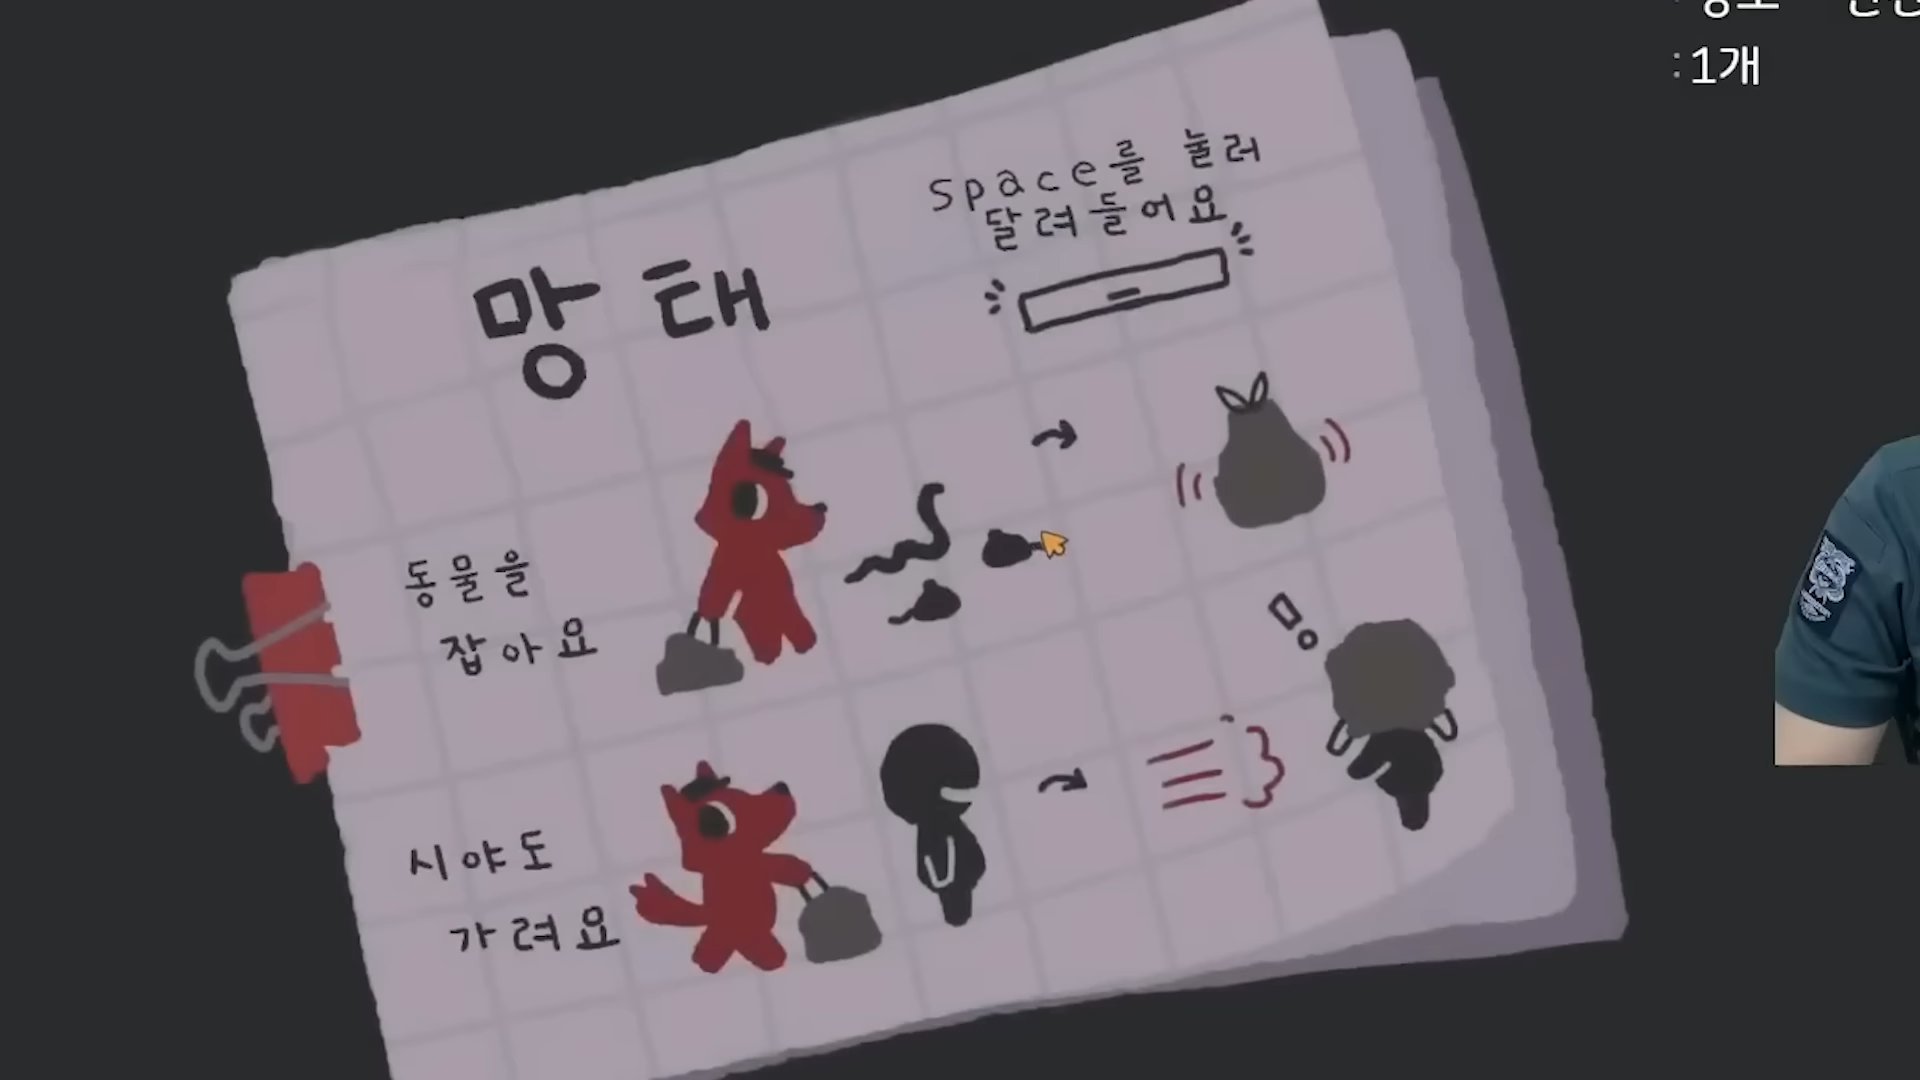 :1개
space를 눌러
달려들어요
망태
동물을
잡아요
시야도
가려요